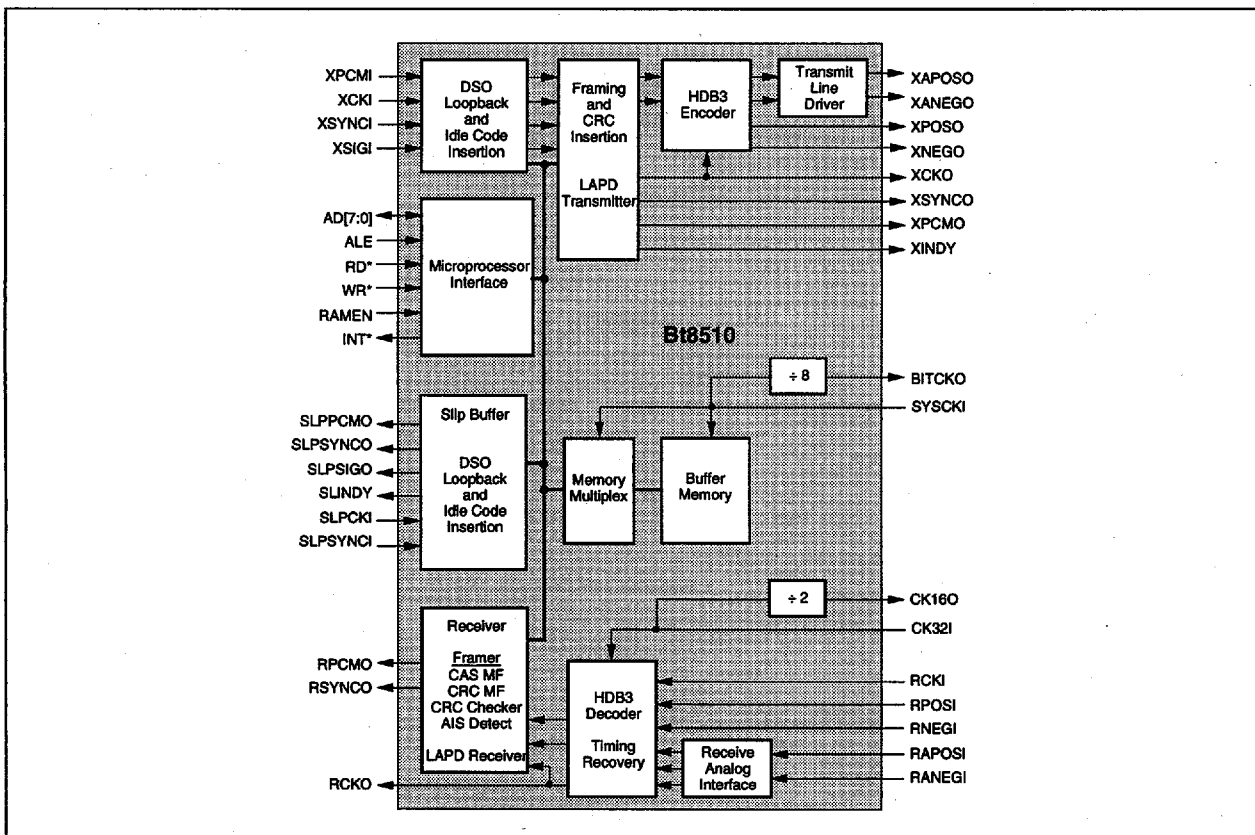 XPCMI
XCKI
XSYNCI
XSIGI
DSO
Loopback
and
Idle Code
Insertion
Framing
and
CRC
Insertion
LAPD
Transmitter
HDB3
Encoder
Transmit
Line
Driver
XAPOSO
XANEGO
XPOSO
XNEGO
XCKO
XSYNCO
XPCMO
XINDY
AD[7:0]
ALE
RD*
WR*
RAMEN
INT*
Microprocessor
Interface
Bt8510
÷ 8
BITCKO
SYSCKI
SLPPCMO
SLPSYNCO
SLPSIGO
SLINDY
SLPCKI
SLPSYNCI
Slip Buffer
DSO
Loopback
and
Idle Code
Insertion
Memory
Multiplex
Buffer
Memory
÷ 2
CK16O
CK32I
RPCMO
RSYNCO
RCKO
Receiver
Framer
CAS MF
CRC MF
CRC Checker
AIS Detect
LAPD Receiver
HDB3
Decoder
Timing
Recovery
Receive
Analog
Interface
RCKI
RPOSI
RNEGI
RAPOSI
RANEGI